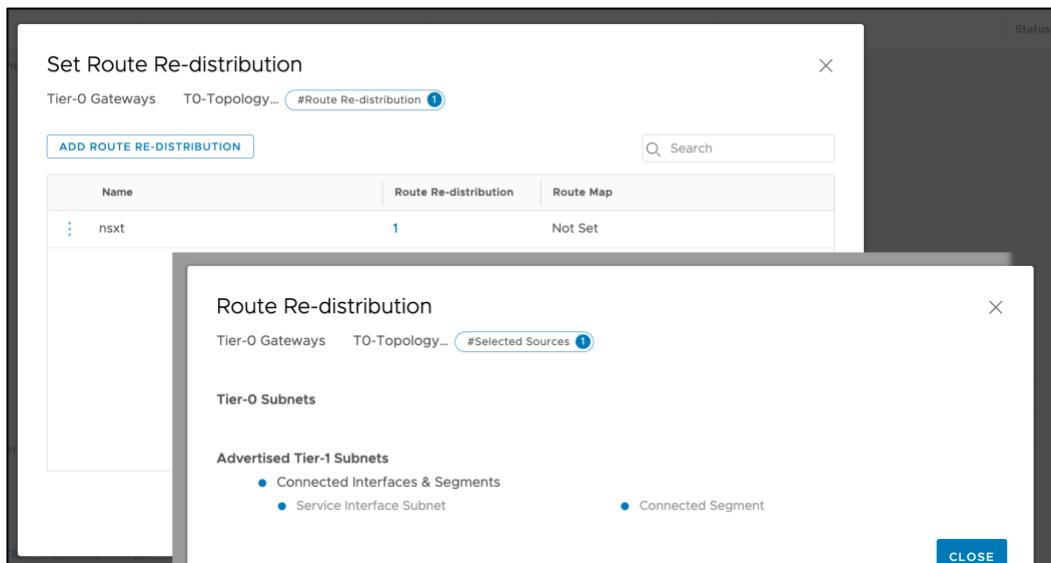 Status
Set Route Re-distribution
Tier-0 Gateways T0-Topology... #Route Re-distribution 1
ADD ROUTE RE-DISTRIBUTION
Search
Name Route Re-distribution Route Map
nsxt 1 Not Set
Route Re-distribution
Tier-0 Gateways T0-Topology... #Selected Sources 1
Tier-0 Subnets
Advertised Tier-1 Subnets
Connected Interfaces & Segments
Service Interface Subnet Connected Segment
CLOSE